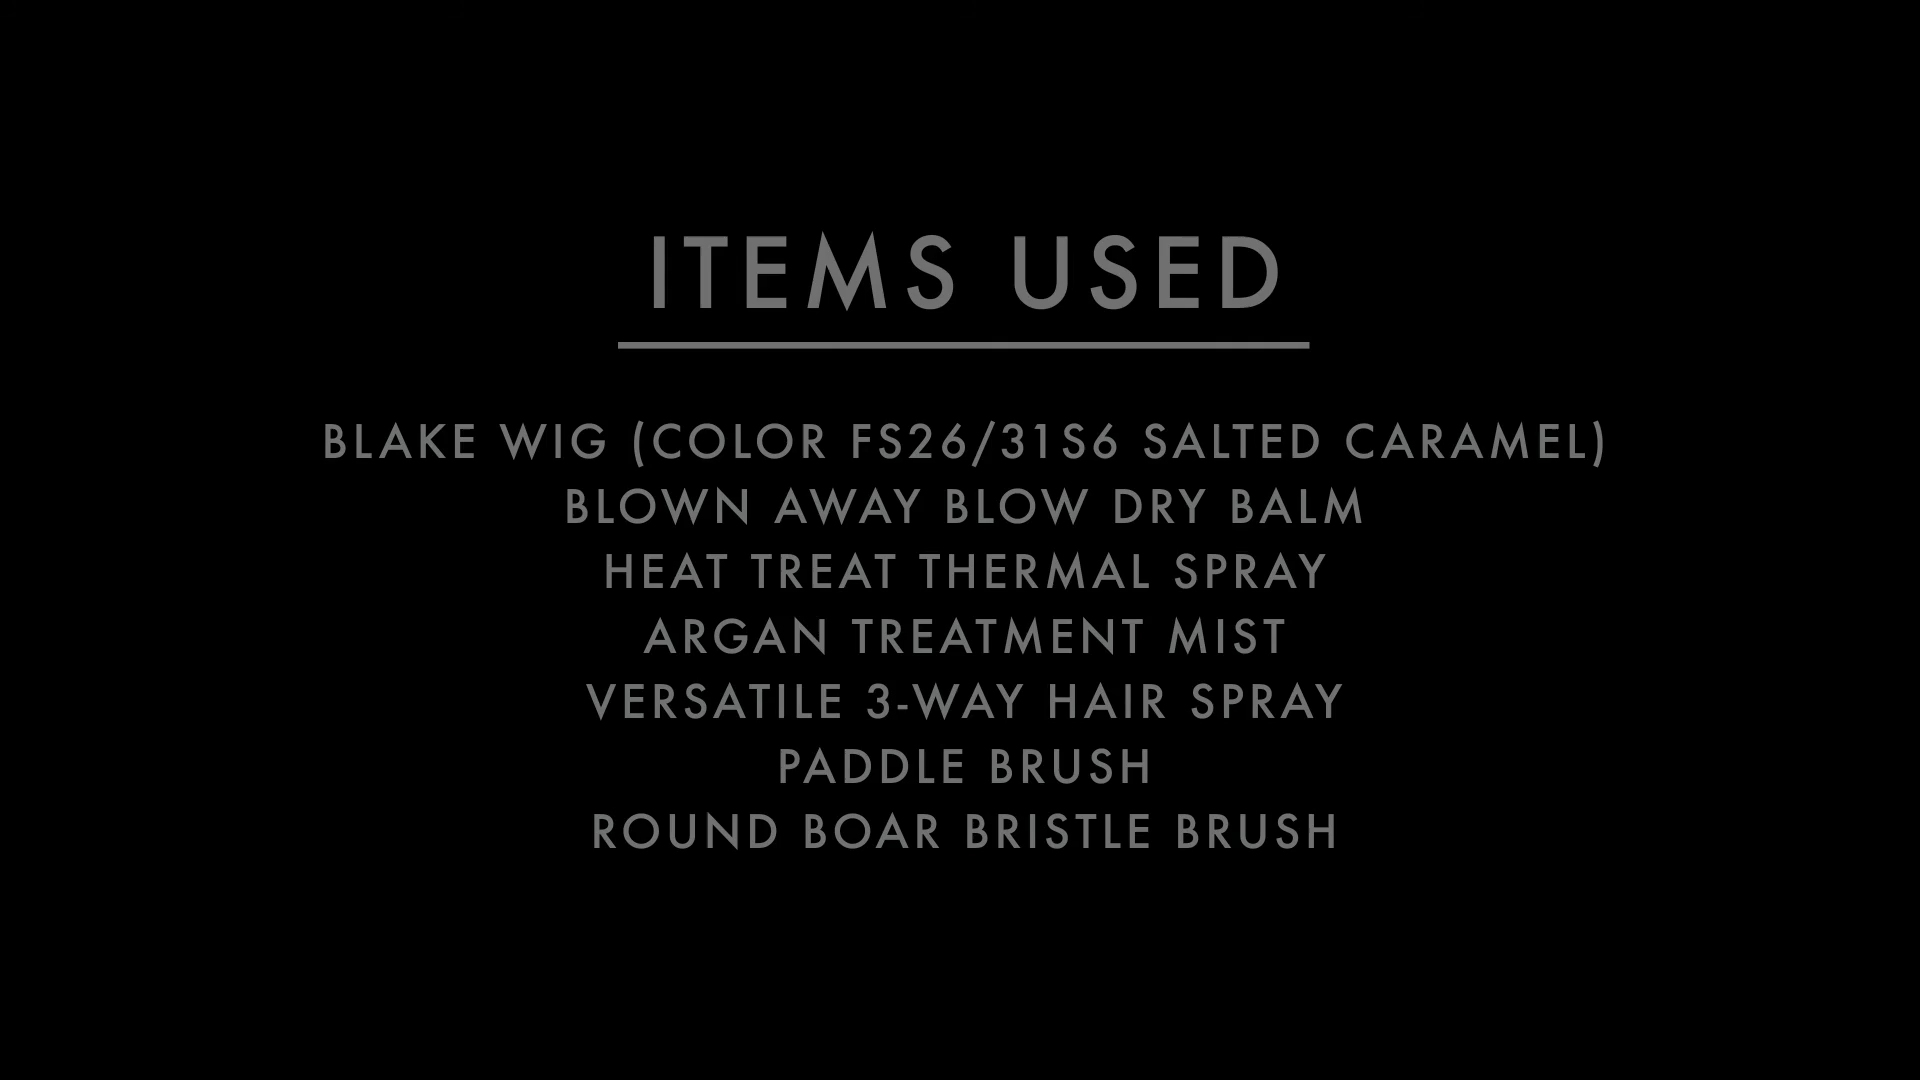 ITEMS USED
BLAKE WIG (COLOR FS26/31S6 SALTED CARAMEL)
BLOWN AWAY BLOW DRY BALM
HEAT TREAT THERMAL SPRAY
ARGAN TREATMENT MIST
VERSATILE 3-WAY HAIR SPRAY
PADDLE BRUSH
ROUND BOAR BRISTLE BRUSH